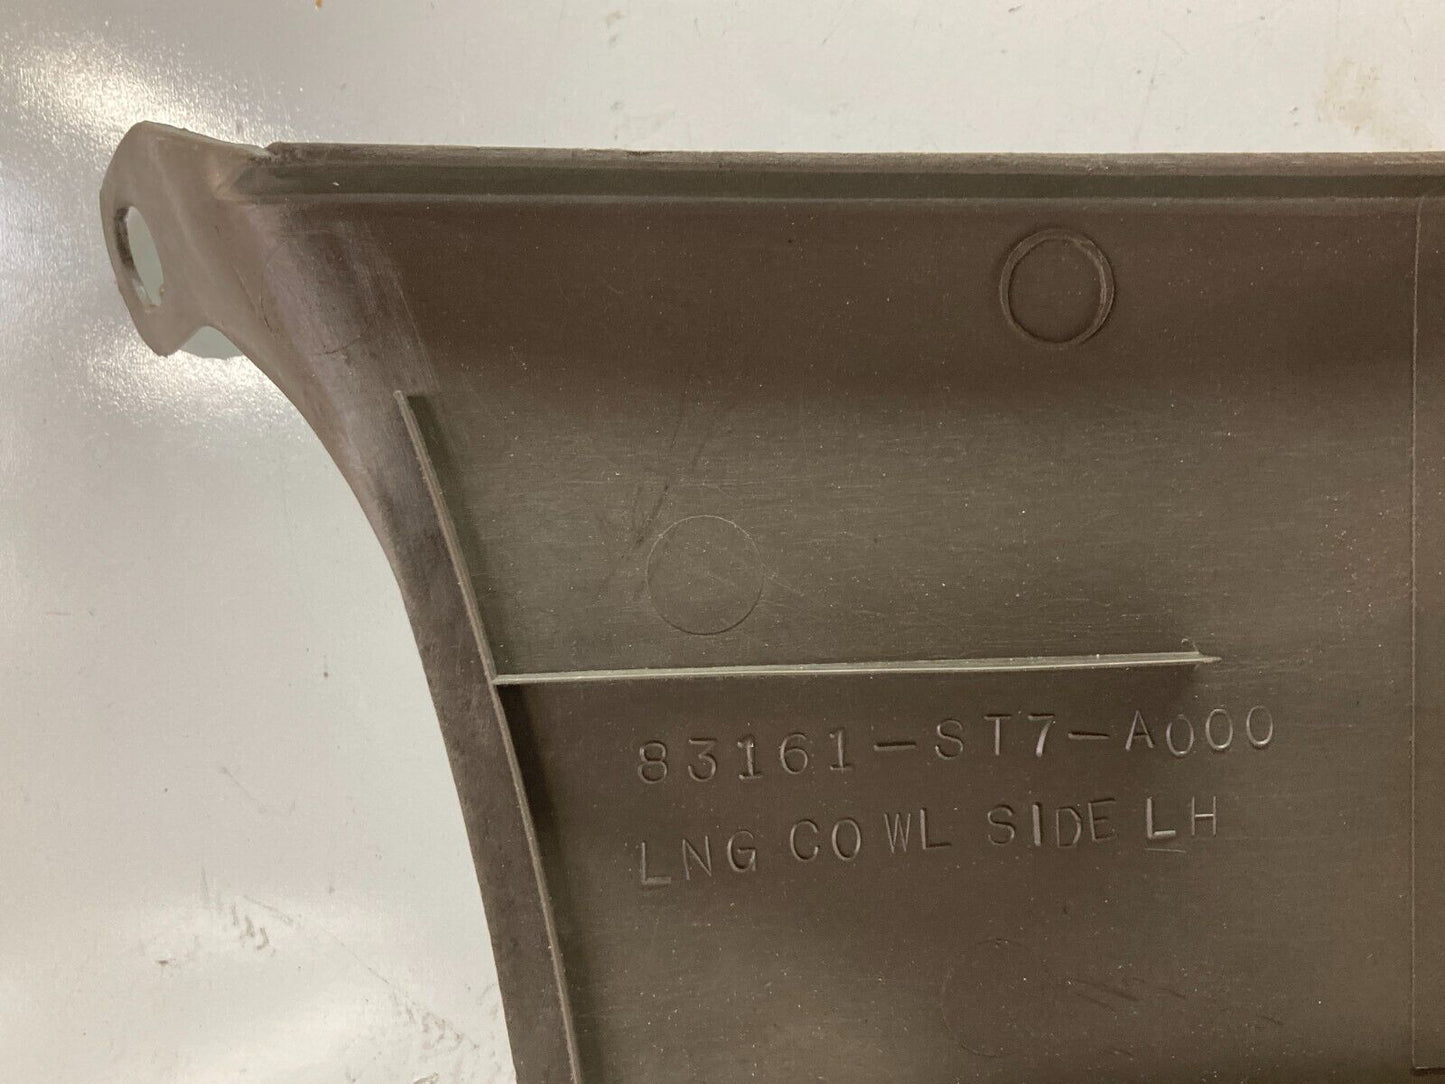 83161-ST7-A000
LNG COWL SIDE LH